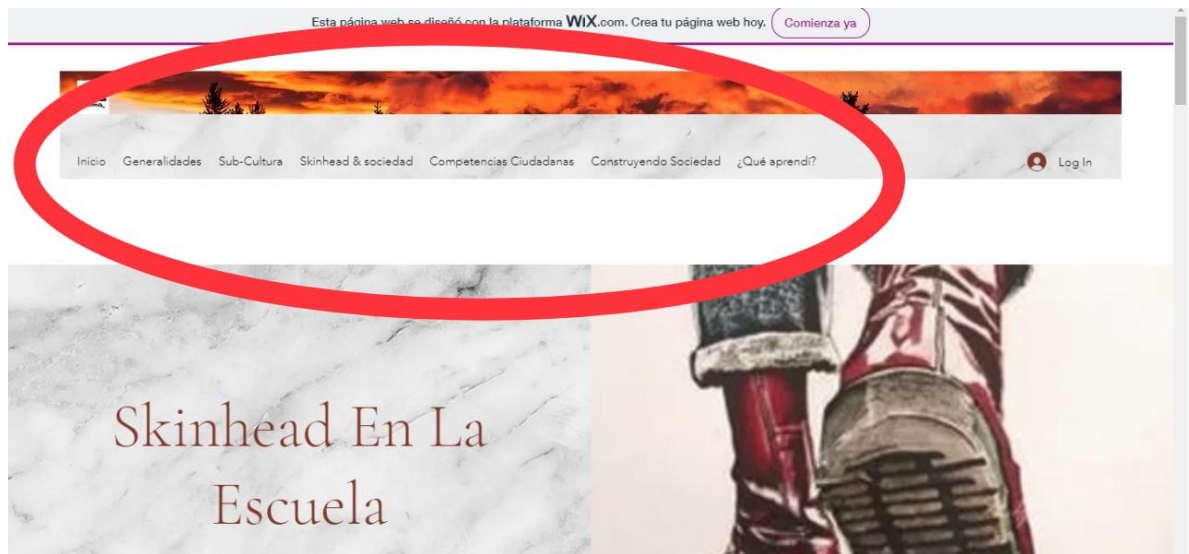 Esta página web se diseñó con la plataforma WiX.com. Crea tu página web hoy. Comienza ya
Inicio Generalidades Sub-Cultura Skinhead & sociedad Competencias Ciudadanas Construyendo Sociedad ¿Qué aprendi? Log In
Skinhead En La
Escuela